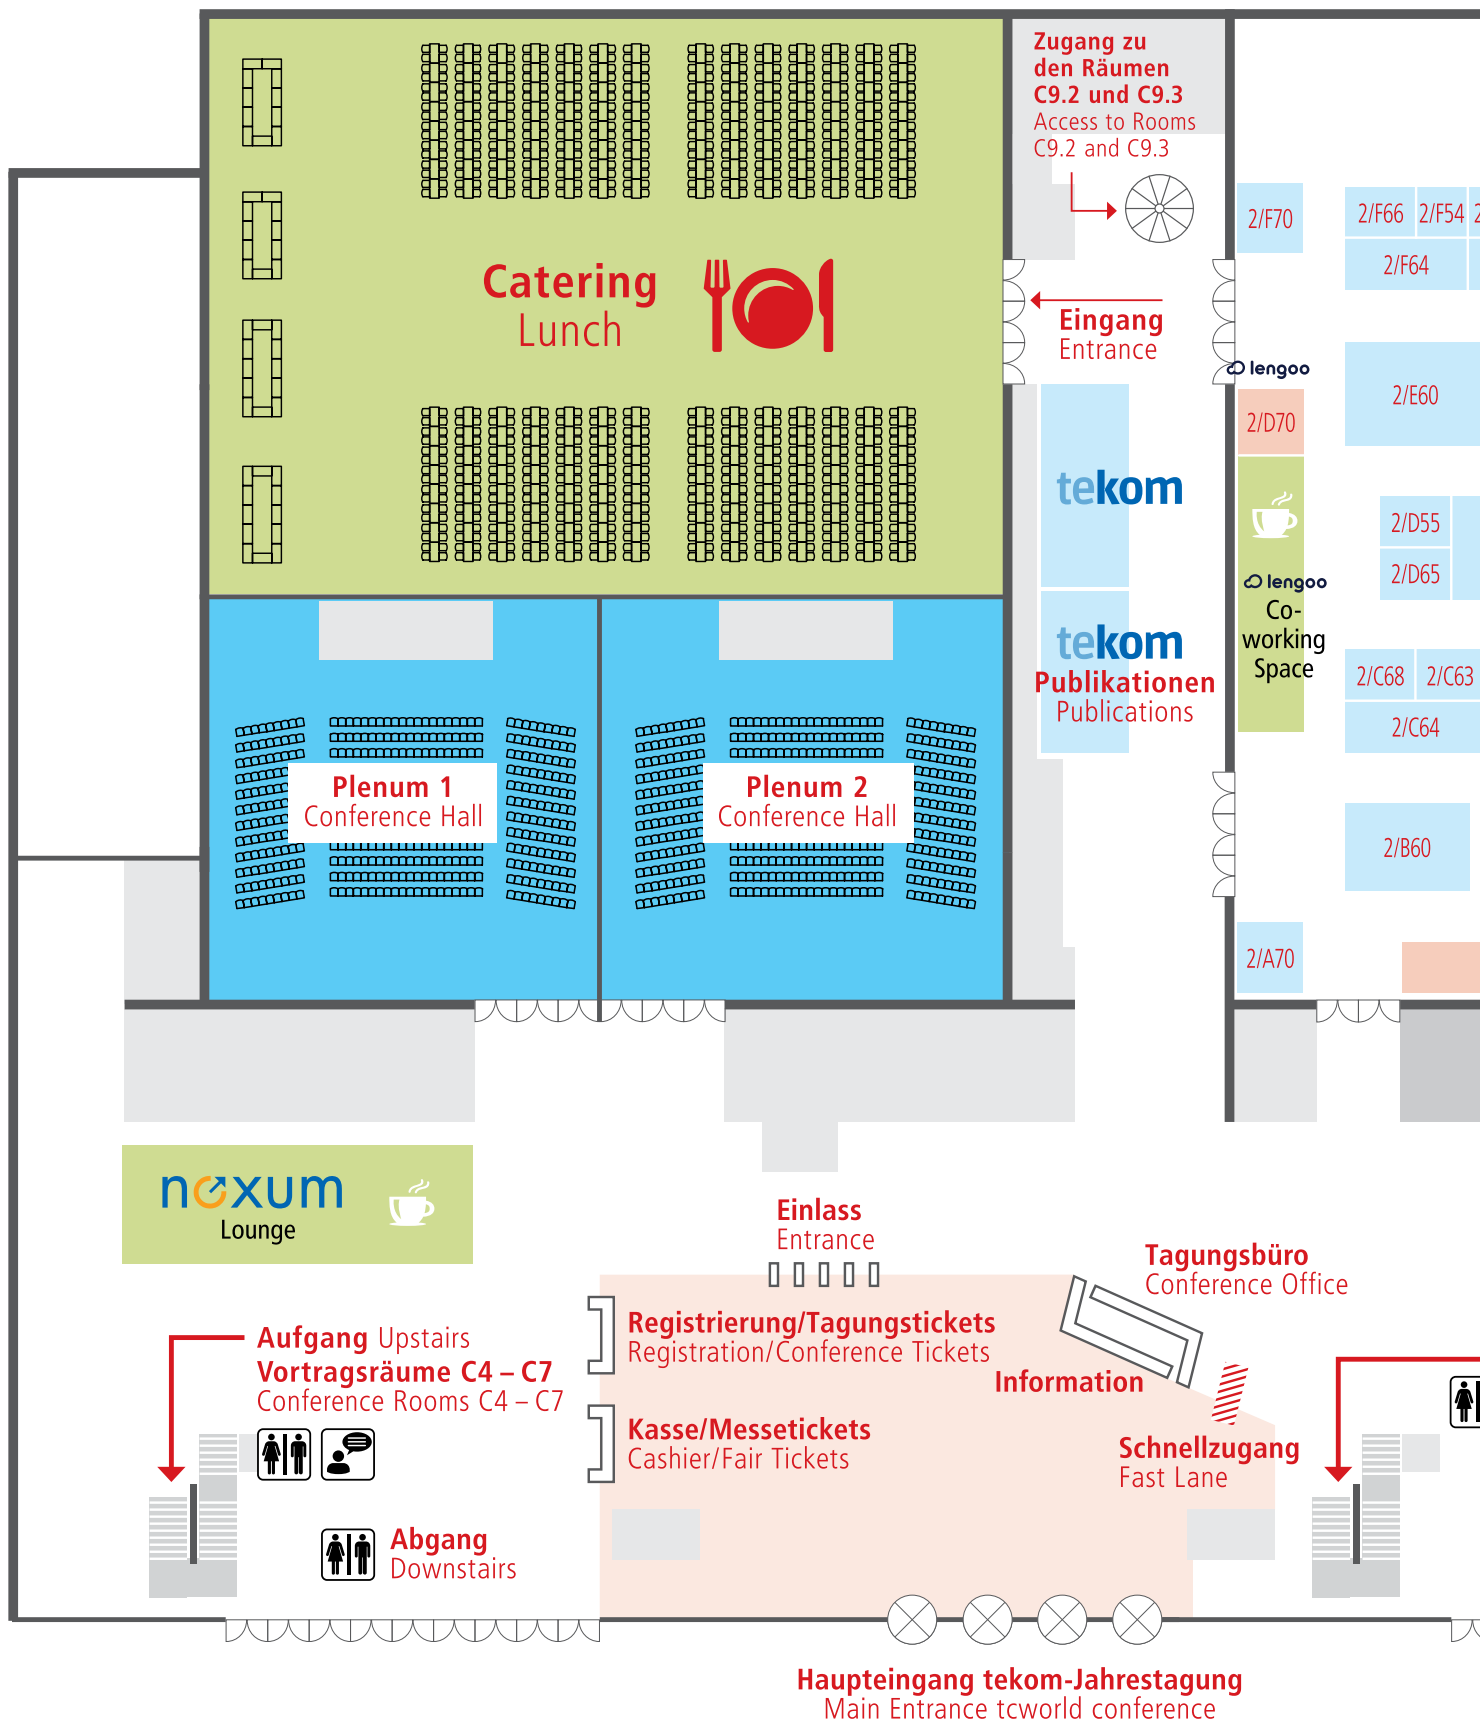 Zugang zu
den Räumen
C9.2 und C9.3
Access to Rooms
C9.2 and C9.3
2/F70
2/F66
2/F54
2
2/F64
Catering
Lunch
Eingang
Entrance
lengoo
2/D70
2/E60
tekom
2/D55
2/D65
lengoo
Co-
working
Space
tekom
Publikationen
Publications
2/C68
2/C63
2/C64
Plenum 1
Conference Hall
Plenum 2
Conference Hall
2/B60
2/A70
noxum
Lounge
Einlass
Entrance
Tagungsbüro
Conference Office
Registrierung/Tagungstickets
Registration/Conference Tickets
Information
Aufgang Upstairs
Vortragsräume C4 – C7
Conference Rooms C4 – C7
Kasse/Messetickets
Cashier/Fair Tickets
Schnellzugang
Fast Lane
Abgang
Downstairs
Haupteingang tekom-Jahrestagung
Main Entrance tcworld conference